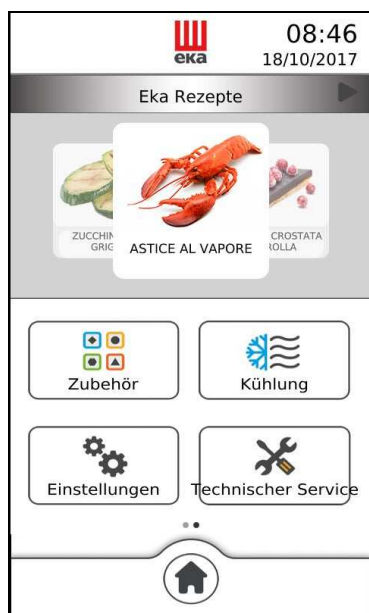 eka
08:46
18/10/2017
Eka Rezepte
ZUCCHIN
GRIG
ASTICE AL VAPORE
CROSTATA
ROLLA
Zubehör
Kühlung
Einstellungen
Technischer Service